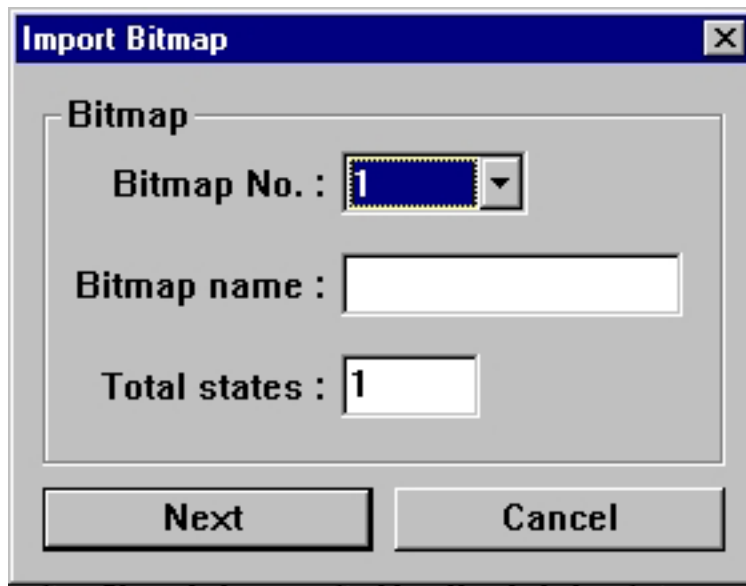 Import Bitmap
Bitmap
Bitmap No. : 1
Bitmap name :
Total states : 1
Next Cancel